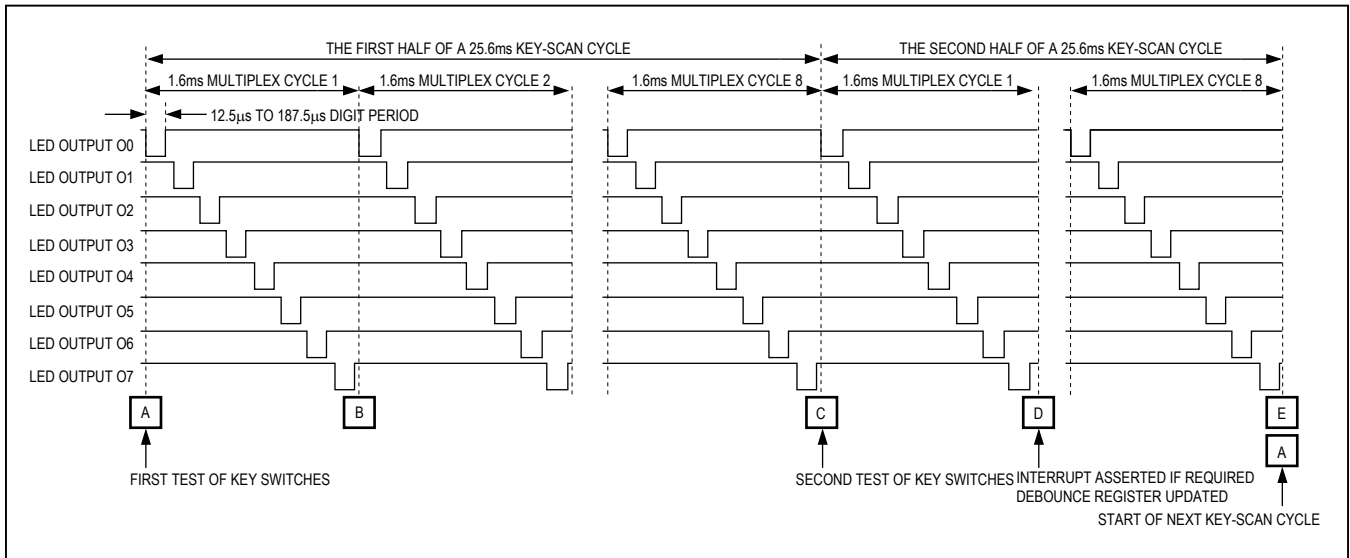 THE FIRST HALF OF A 25.6ms KEY-SCAN CYCLE
THE SECOND HALF OF A 25.6ms KEY-SCAN CYCLE
1.6ms MULTIPLEX CYCLE 1
1.6ms MULTIPLEX CYCLE 2
1.6ms MULTIPLEX CYCLE 8
1.6ms MULTIPLEX CYCLE 1
1.6ms MULTIPLEX CYCLE 8
12.5µs TO 187.5µs DIGIT PERIOD
LED OUTPUT O0
LED OUTPUT O1
LED OUTPUT O2
LED OUTPUT O3
LED OUTPUT O4
LED OUTPUT O5
LED OUTPUT O6
LED OUTPUT O7
A
B
C
D
E
A
FIRST TEST OF KEY SWITCHES
SECOND TEST OF KEY SWITCHES
INTERRUPT ASSERTED IF REQUIRED
DEBOUNCE REGISTER UPDATED
START OF NEXT KEY-SCAN CYCLE